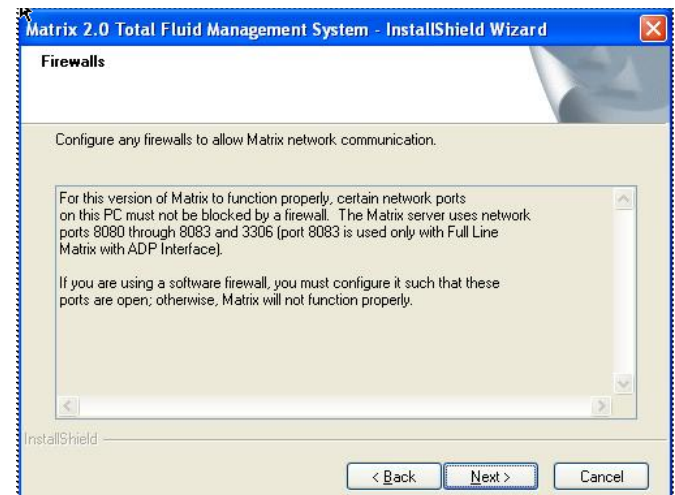 Matrix 2.0 Total Fluid Management System - InstallShield Wizard
Firewalls
Configure any firewalls to allow Matrix network communication.
For this version of Matrix to function properly, certain network ports
on this PC must not be blocked by a firewall.  The Matrix server uses network
ports 8080 through 8083 and 3306 (port 8083 is used only with Full Line
Matrix with ADP Interface).
If you are using a software firewall, you must configure it such that these
ports are open; otherwise, Matrix will not function properly.
InstallShield
< Back Next > Cancel